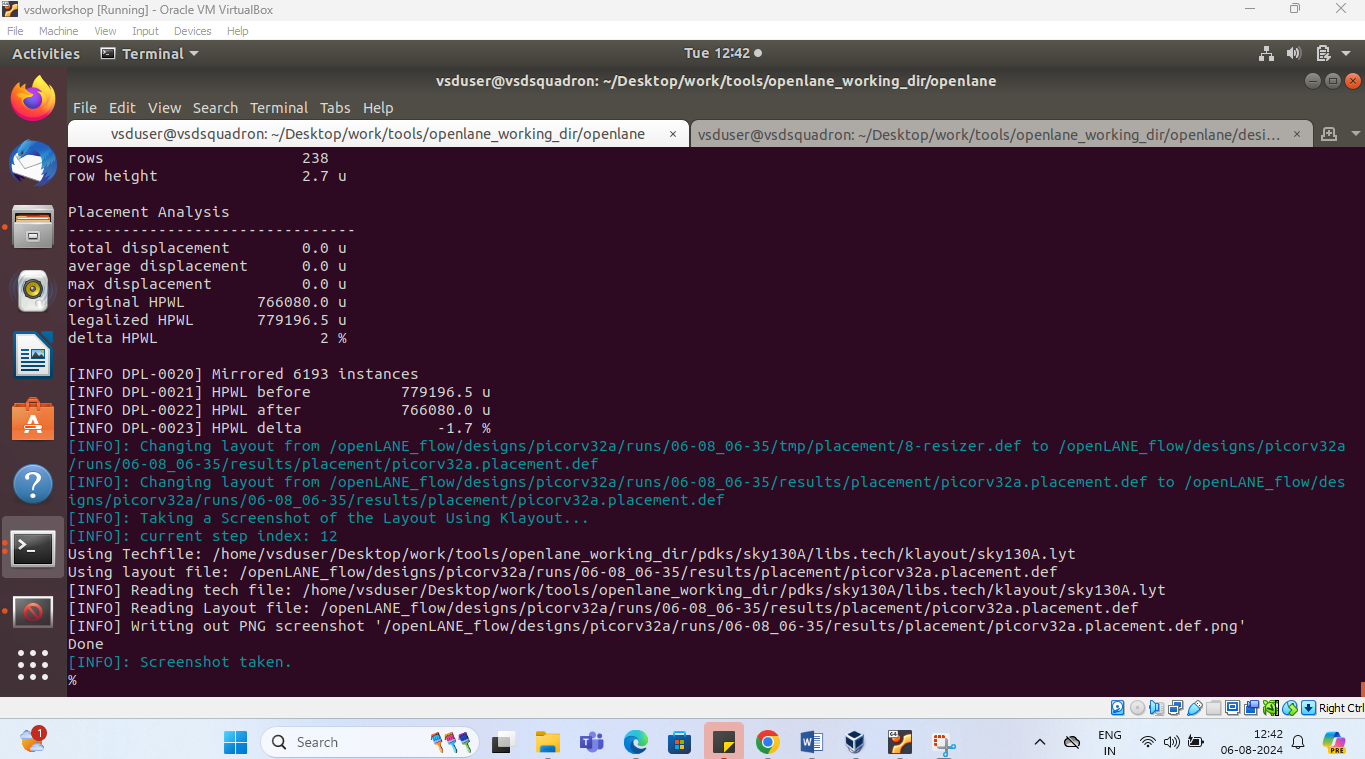 vsdworkshop [Running] - Oracle VM VirtualBox
File Machine View Input Devices Help
Activities Terminal Tue 12:42
vsduser@vsdsquadron: ~/Desktop/work/tools/openlane_working_dir/openlane
File Edit View Search Terminal Tabs Help
vsduser@vsdsquadron: ~/Desktop/work/tools/openlane_working_dir/openlane × vsduser@vsdsquadron: ~/Desktop/work/tools/openlane_working_dir/openlane/desi... ×
rows 238
row height 2.7 u
Placement Analysis
--------------------------------
total displacement 0.0 u
average displacement 0.0 u
max displacement 0.0 u
original HPWL 766080.0 u
legalized HPWL 779196.5 u
delta HPWL 2 %
[INFO DPL-0020] Mirrored 6193 instances
[INFO DPL-0021] HPWL before 779196.5 u
[INFO DPL-0022] HPWL after 766080.0 u
[INFO DPL-0023] HPWL delta -1.7 %
[INFO]: Changing layout from /openLANE_flow/designs/picorv32a/runs/06-08_06-35/tmp/placement/8-resizer.def to /openLANE_flow/designs/picorv32a
/runs/06-08_06-35/results/placement/picorv32a.placement.def
[INFO]: Changing layout from /openLANE_flow/designs/picorv32a/runs/06-08_06-35/results/placement/picorv32a.placement.def to /openLANE_flow/des
igns/picorv32a/runs/06-08_06-35/results/placement/picorv32a.placement.def
[INFO]: Taking a Screenshot of the Layout Using Klayout...
[INFO]: current step index: 12
Using Techfile: /home/vsduser/Desktop/work/tools/openlane_working_dir/pdks/sky130A/libs.tech/klayout/sky130A.lyt
Using layout file: /openLANE_flow/designs/picorv32a/runs/06-08_06-35/results/placement/picorv32a.placement.def
[INFO] Reading tech file: /home/vsduser/Desktop/work/tools/openlane_working_dir/pdks/sky130A/libs.tech/klayout/sky130A.lyt
[INFO] Reading Layout file: /openLANE_flow/designs/picorv32a/runs/06-08_06-35/results/placement/picorv32a.placement.def
[INFO] Writing out PNG screenshot '/openLANE_flow/designs/picorv32a/runs/06-08_06-35/results/placement/picorv32a.placement.def.png'
Done
[INFO]: Screenshot taken.
%
Right Ctrl
1 Search ENG 12:42
IN 06-08-2024 PRE